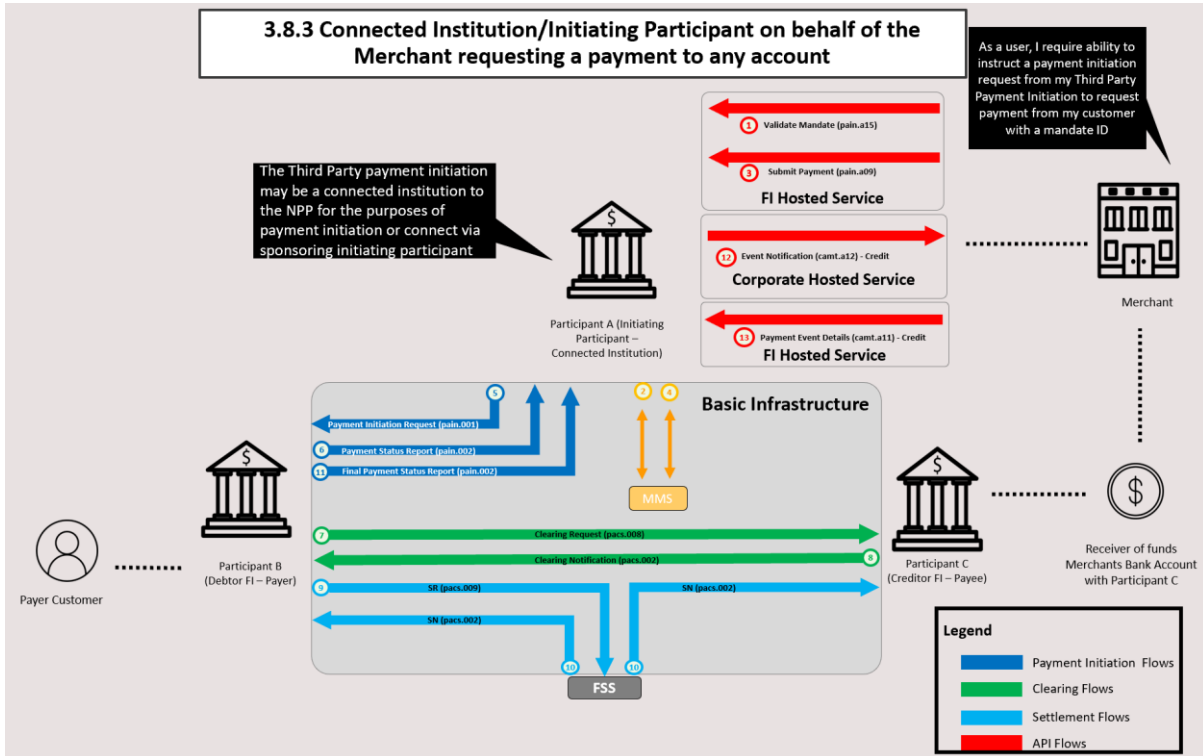 3.8.3 Connected Institution/Initiating Participant on behalf of the
Merchant requesting a payment to any account
As a user, I require ability to
instruct a payment initiation
request from my Third Party
Payment Initiation to request
payment from my customer
with a mandate ID
1 Validate Mandate (pain.a15)
3 Submit Payment (pain.a09)
FI Hosted Service
The Third Party payment initiation
may be a connected institution to
the NPP for the purposes of
payment initiation or connect via
sponsoring initiating participant
$
12 Event Notification (camt.a12) - Credit
Corporate Hosted Service
Merchant
Participant A (Initiating
Participant –
Connected Institution)
13 Payment Event Details (camt.a11) - Credit
FI Hosted Service
5
2
4
Basic Infrastructure
Payment Initiation Request (pain.001)
6 Payment Status Report (pain.002)
11 Final Payment Status Report (pain.002)
$
$
$
MMS
7 Clearing Request (pacs.008)
Clearing Notification (pacs.002) 8
Participant B
(Debtor FI – Payer)
Participant C
(Creditor FI – Payee)
Receiver of funds
Merchants Bank Account
with Participant C
Payer Customer
9 SR (pacs.009)
SN (pacs.002)
SN (pacs.002)
10
10
FSS
Legend
Payment Initiation Flows
Clearing Flows
Settlement Flows
API Flows